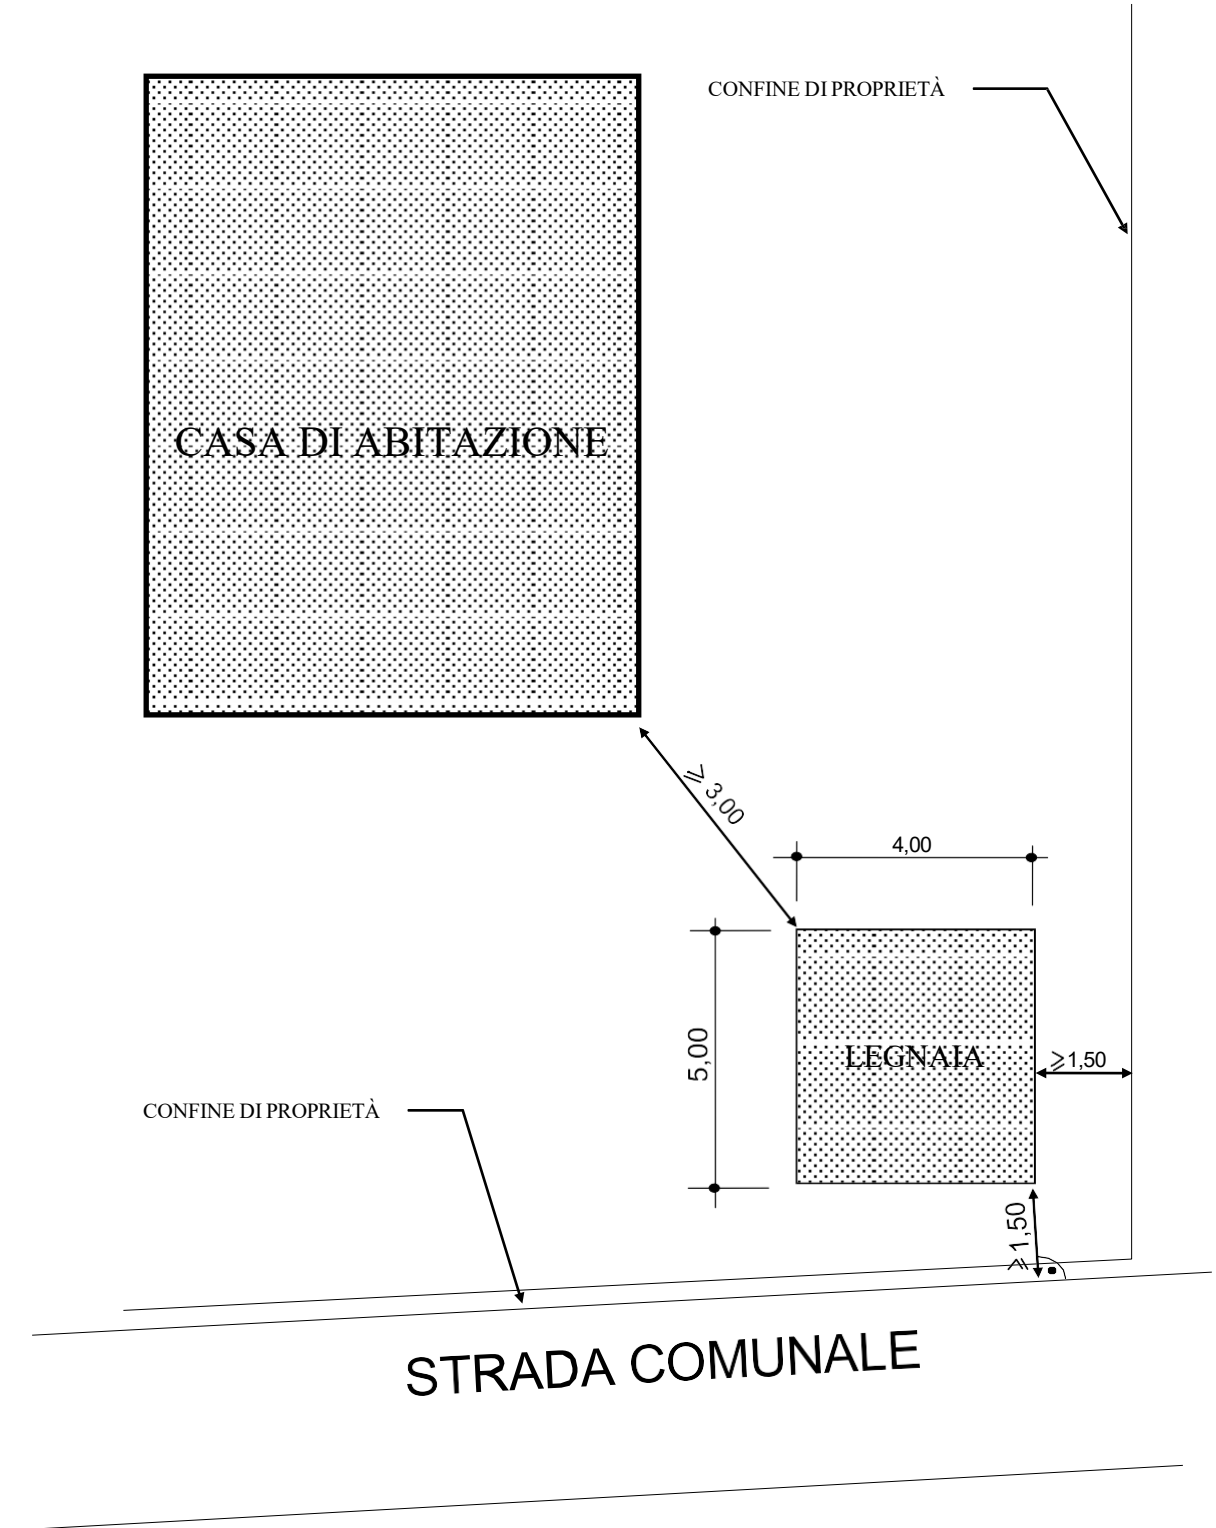 CONFINE DI PROPRIETÀ
CASA DI ABITAZIONE
⩾ 3,00
4,00
5,00
LEGNAIA
⩾1,50
CONFINE DI PROPRIETÀ
⩾ 1,50
STRADA COMUNALE